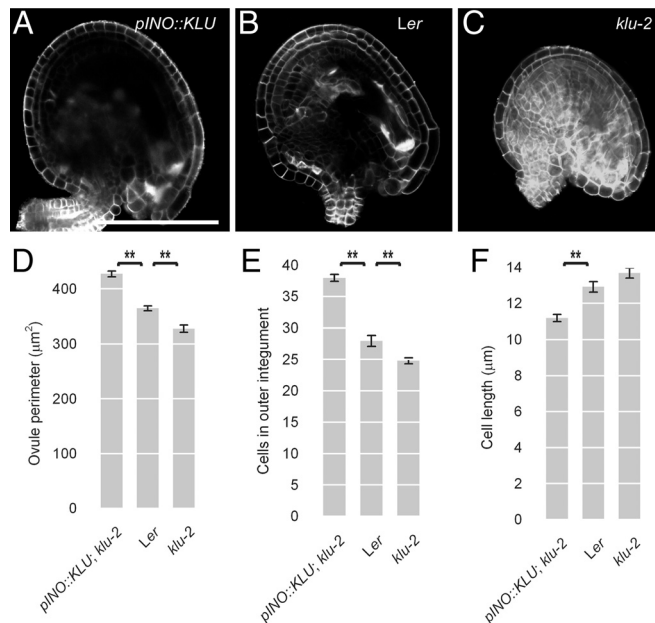 A pINO::KLU
B Ler
C klu-2
D
Ovule perimeter (μm²)
400
300
200
100
0
** **
pINO::KLU; klu-2
Ler
klu-2
E
Cells in outer integument
40
35
30
25
20
15
10
5
0
** **
pINO::KLU; klu-2
Ler
klu-2
F
Cell length (μm)
14
12
10
8
6
4
2
0
**
pINO::KLU; klu-2
Ler
klu-2